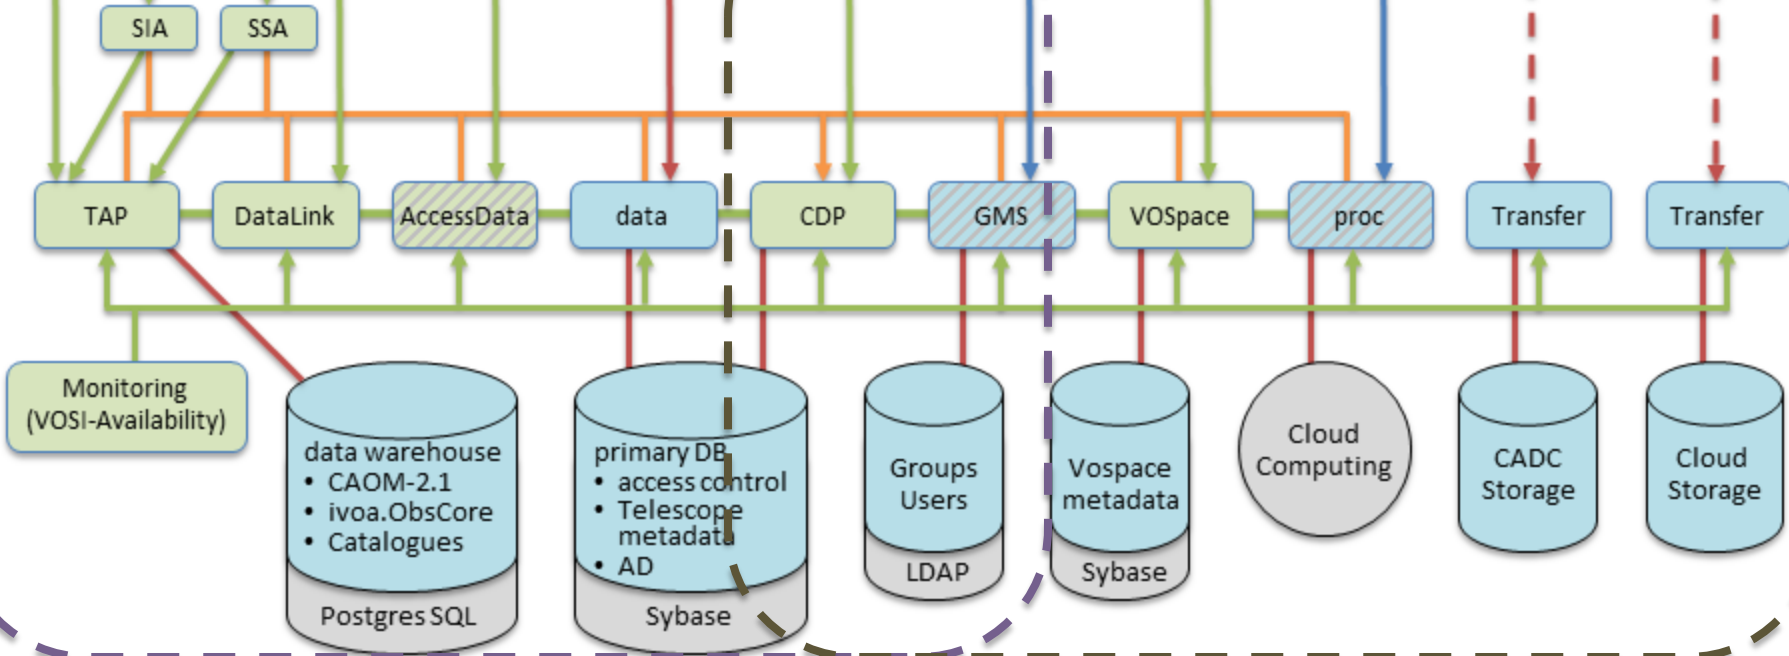 SIA
SSA
TAP
DataLink
AccessData
data
CDP
GMS
VOSpace
proc
Transfer
Transfer
Monitoring
(VOSI-Availability)
data warehouse
• CAOM-2.1
• ivoa.ObsCore
• Catalogues
Postgres SQL
primary DB
• access control
• Telescope
metadata
• AD
Sybase
Groups
Users
LDAP
Vospace
metadata
Sybase
Cloud
Computing
CADC
Storage
Cloud
Storage